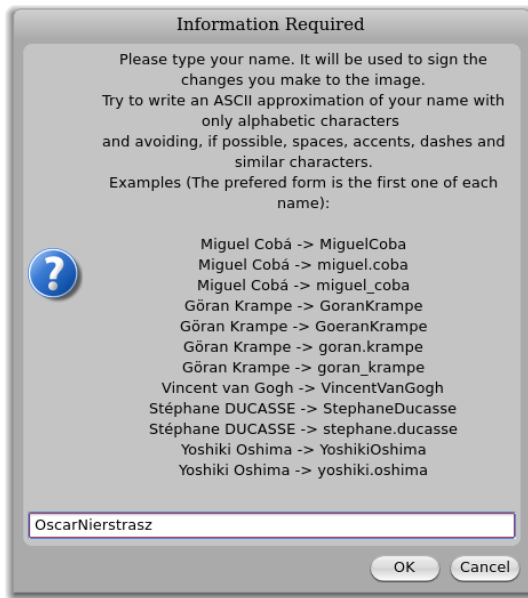 Information Required
Please type your name. It will be used to sign the
changes you make to the image.
Try to write an ASCII approximation of your name with
only alphabetic characters
and avoiding, if possible, spaces, accents, dashes and
similar characters.
Examples (The prefered form is the first one of each
name):
Miguel Cobá -> MiguelCoba
Miguel Cobá -> miguel.coba
Miguel Cobá -> miguel_coba
Göran Krampe -> GoranKrampe
Göran Krampe -> GoeranKrampe
Göran Krampe -> goran.krampe
Göran Krampe -> goran_krampe
Vincent van Gogh -> VincentVanGogh
Stéphane DUCASSE -> StephaneDucasse
Stéphane DUCASSE -> stephane.ducasse
Yoshiki Oshima -> YoshikiOshima
Yoshiki Oshima -> yoshiki.oshima
OscarNierstrasz
OK Cancel